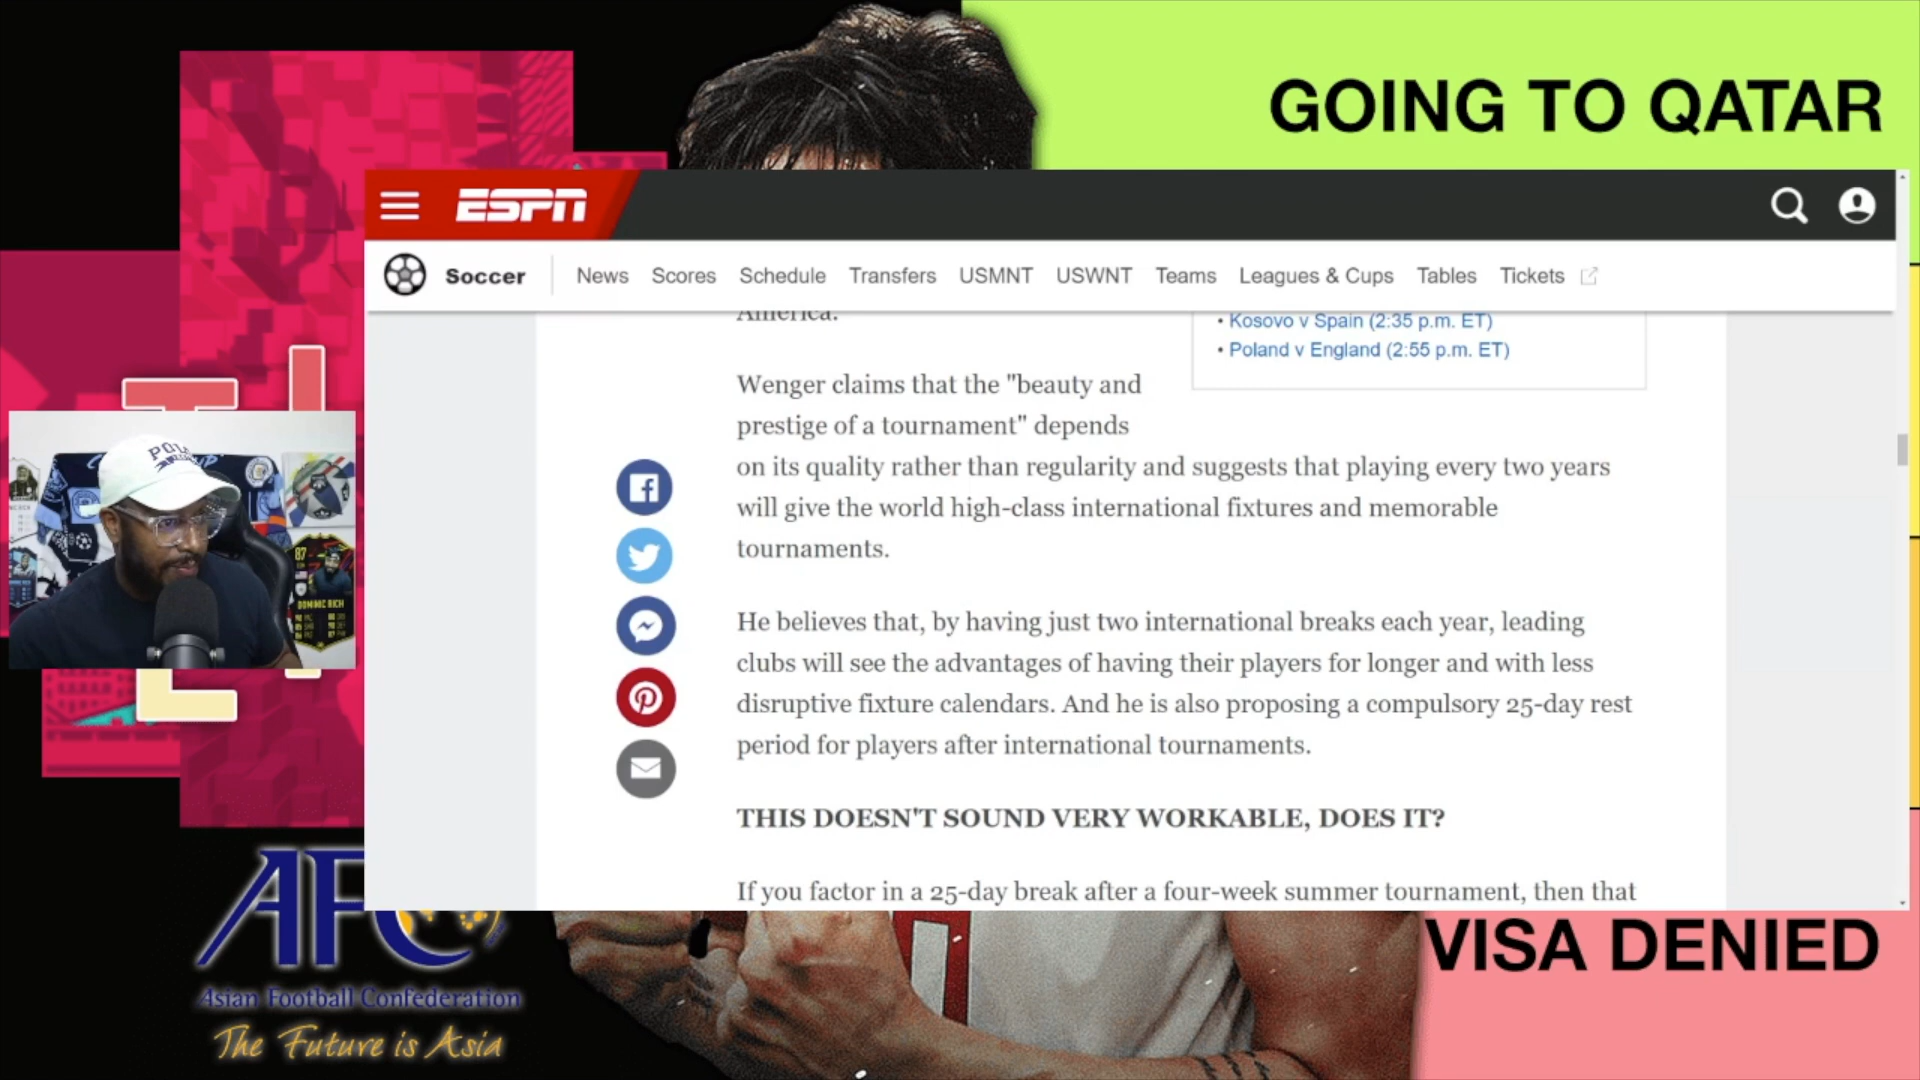 GOING TO QATAR
ESPN
Soccer News Scores Schedule Transfers USMNT USWNT Teams Leagues & Cups Tables Tickets
America.
• Kosovo v Spain (2:35 p.m. ET)
• Poland v England (2:55 p.m. ET)
Wenger claims that the "beauty and
prestige of a tournament" depends
on its quality rather than regularity and suggests that playing every two years
will give the world high-class international fixtures and memorable
tournaments.
He believes that, by having just two international breaks each year, leading
clubs will see the advantages of having their players for longer and with less
disruptive fixture calendars. And he is also proposing a compulsory 25-day rest
period for players after international tournaments.
THIS DOESN'T SOUND VERY WORKABLE, DOES IT?
If you factor in a 25-day break after a four-week summer tournament, then that
87
DOMINIC RICH
AFC
Asian Football Confederation
The Future is Asia
VISA DENIED